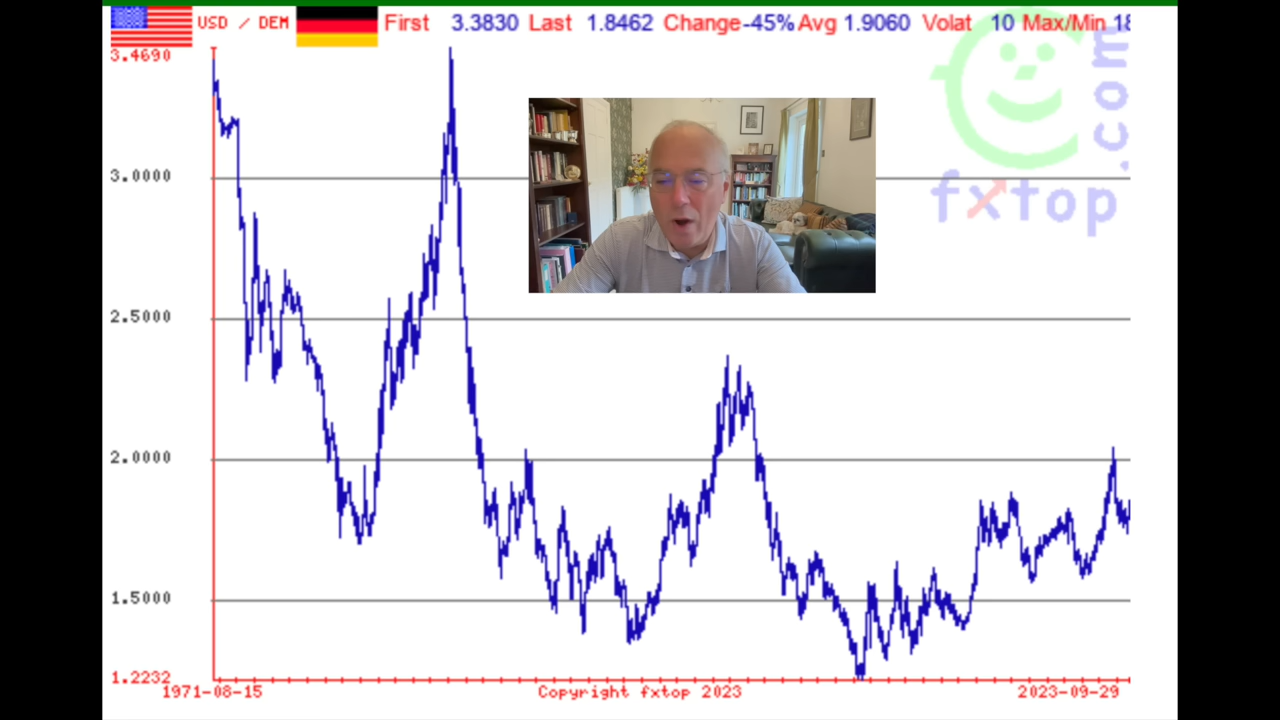 USD / DEM First 3.3830 Last 1.8462 Change-45% Avg 1.9060 Volat 10 Max/Min 18
3.4690
3.0000
2.5000
2.0000
1.5000
1.2232
1971-08-15 Copyright fxtop 2023 2023-09-29
fxtop
.com